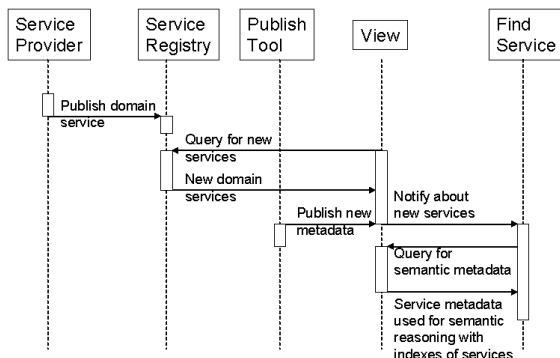 Service
Provider
Service
Registry
Publish
Tool
View
Find
Service
Publish domain
service
Query for new
services
New domain
services
Notify about
new services
Publish new
metadata
Query for
semantic metadata
Service metadata
used for semantic
reasoning with
indexes of services